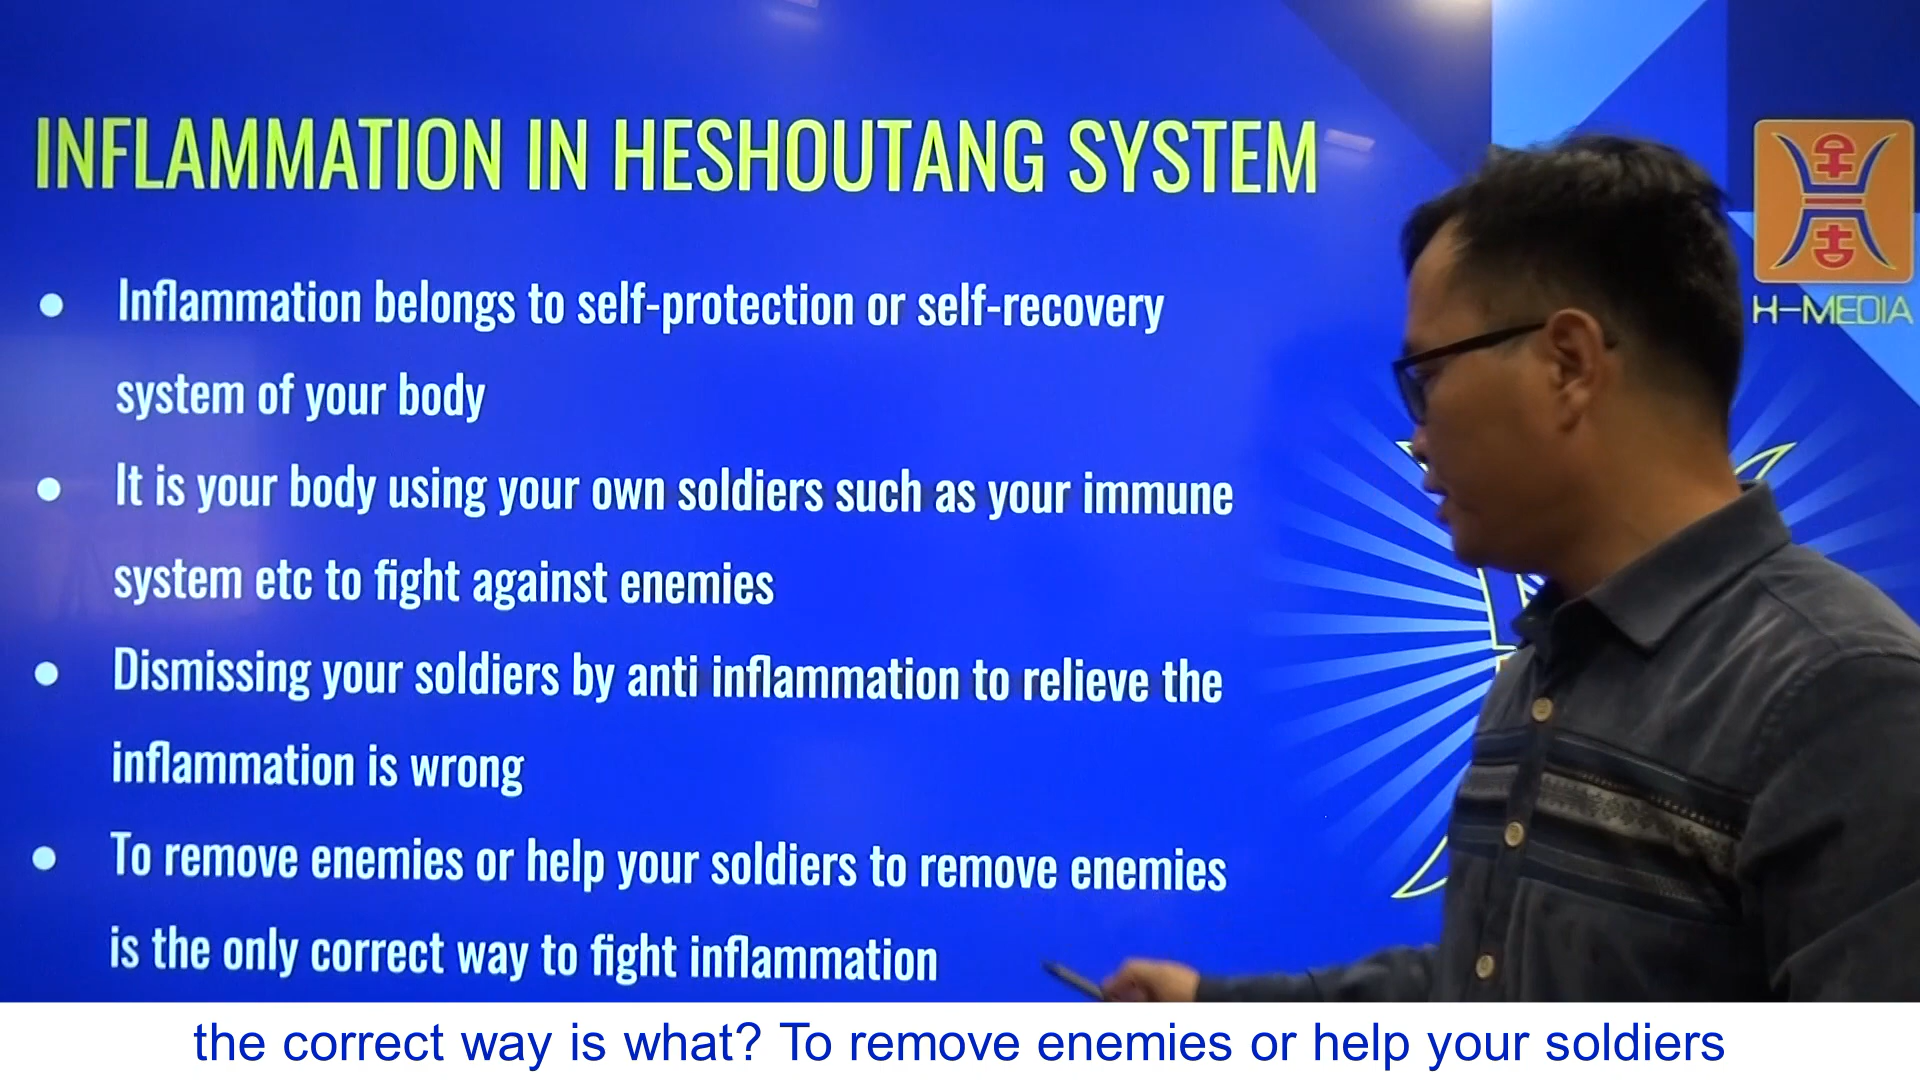 INFLAMMATION IN HESHOUTANG SYSTEM
H-MEDIA
● Inflammation belongs to self-protection or self-recovery
system of your body
● It is your body using your own soldiers such as your immune
system etc to fight against enemies
● Dismissing your soldiers by anti inflammation to relieve the
inflammation is wrong
● To remove enemies or help your soldiers to remove enemies
is the only correct way to fight inflammation
the correct way is what? To remove enemies or help your soldiers